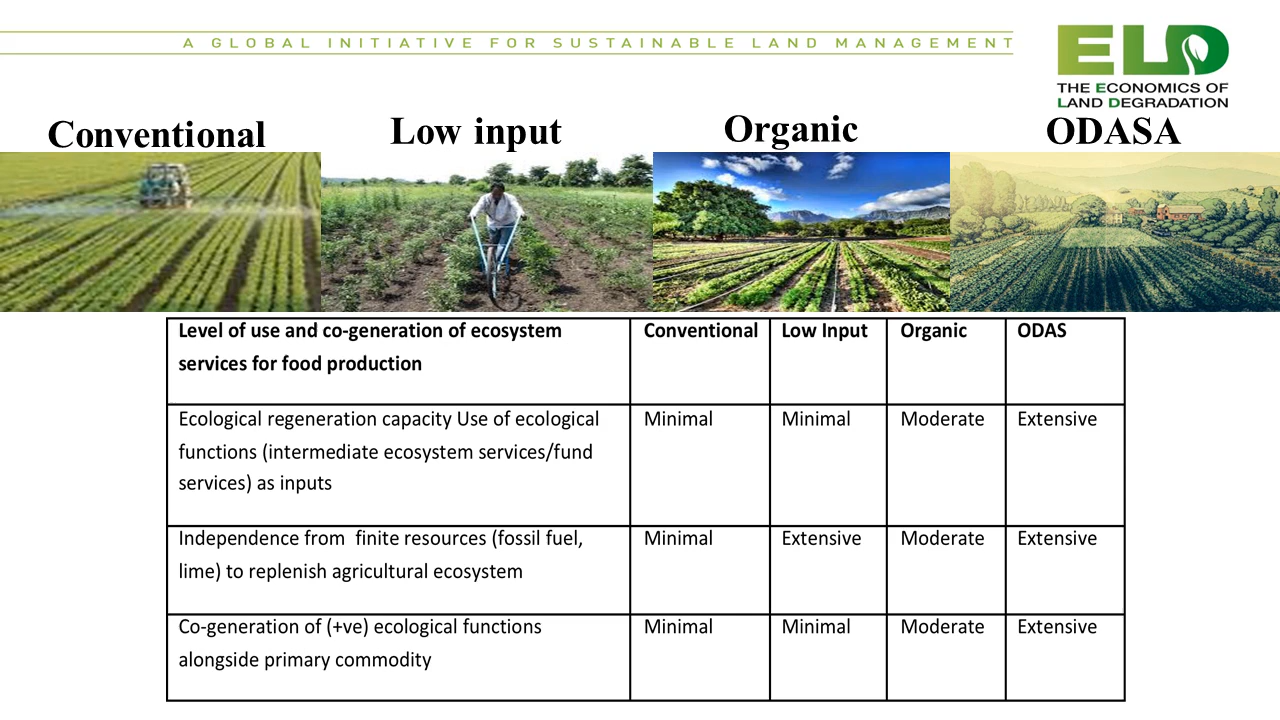 A GLOBAL INITIATIVE FOR SUSTAINABLE LAND MANAGEMENT
ELD
THE ECONOMICS OF
LAND DEGRADATION
Conventional
Low input
Organic
ODASA
Level of use and co-generation of ecosystem
services for food production
Conventional
Low Input
Organic
ODAS
Ecological regeneration capacity Use of ecological
functions (intermediate ecosystem services/fund
services) as inputs
Minimal
Minimal
Moderate
Extensive
Independence from  finite resources (fossil fuel,
lime) to replenish agricultural ecosystem
Minimal
Extensive
Moderate
Extensive
Co-generation of (+ve) ecological functions
alongside primary commodity
Minimal
Minimal
Moderate
Extensive